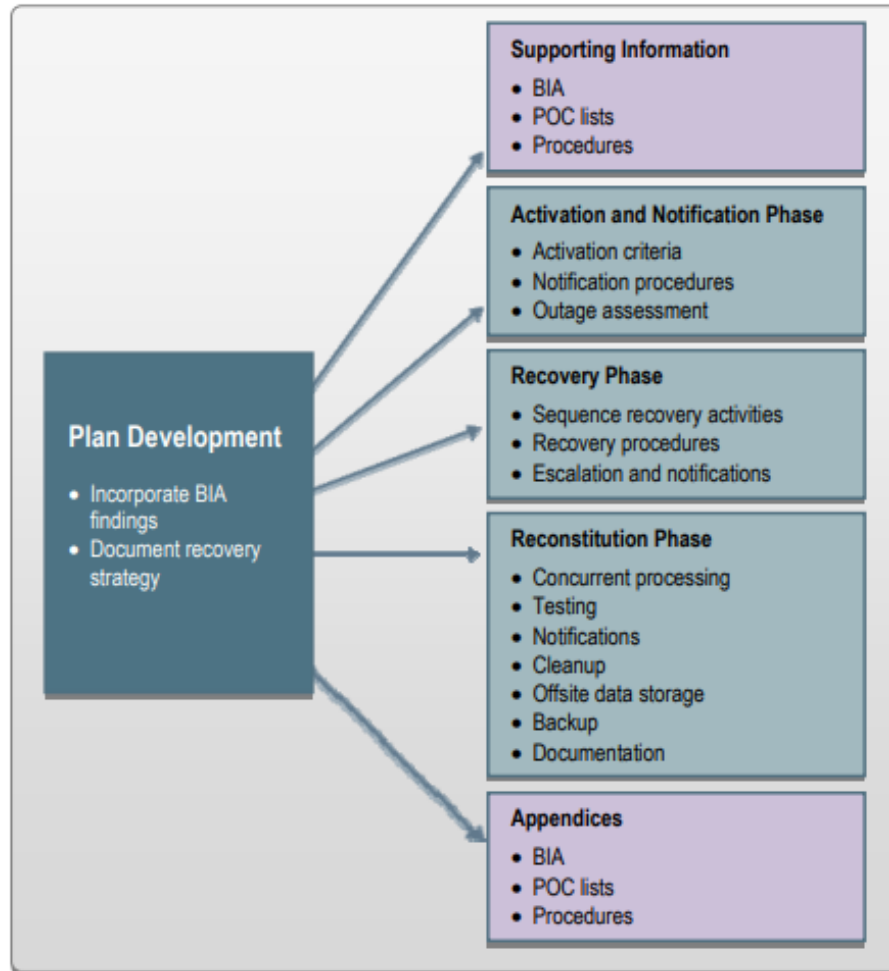 Plan Development
• Incorporate BIA
findings
• Document recovery
strategy
Supporting Information
• BIA
• POC lists
• Procedures
Activation and Notification Phase
• Activation criteria
• Notification procedures
• Outage assessment
Recovery Phase
• Sequence recovery activities
• Recovery procedures
• Escalation and notifications
Reconstitution Phase
• Concurrent processing
• Testing
• Notifications
• Cleanup
• Offsite data storage
• Backup
• Documentation
Appendices
• BIA
• POC lists
• Procedures